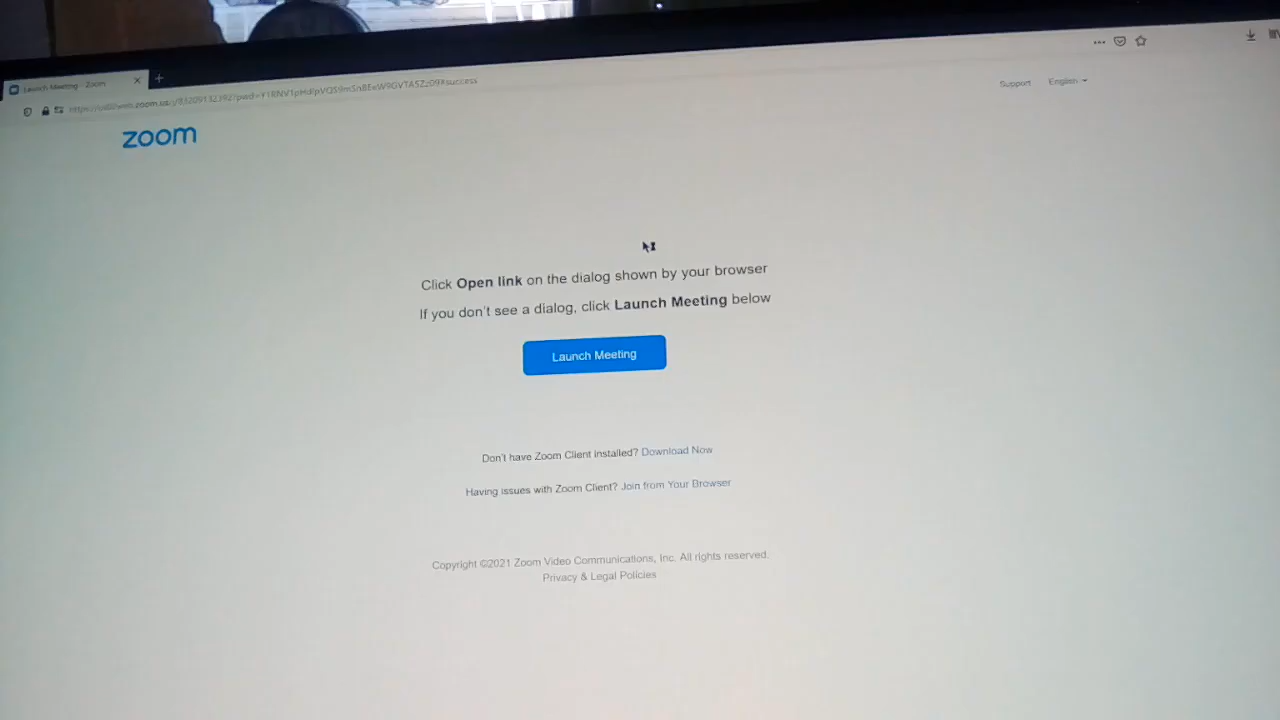 Launch Meeting - Zoom
Support English
zoom
Click Open link on the dialog shown by your browser
If you don't see a dialog, click Launch Meeting below
Launch Meeting
Don't have Zoom Client installed? Download Now
Having issues with Zoom Client? Join from Your Browser
Copyright ©2021 Zoom Video Communications, Inc. All rights reserved.
Privacy & Legal Policies